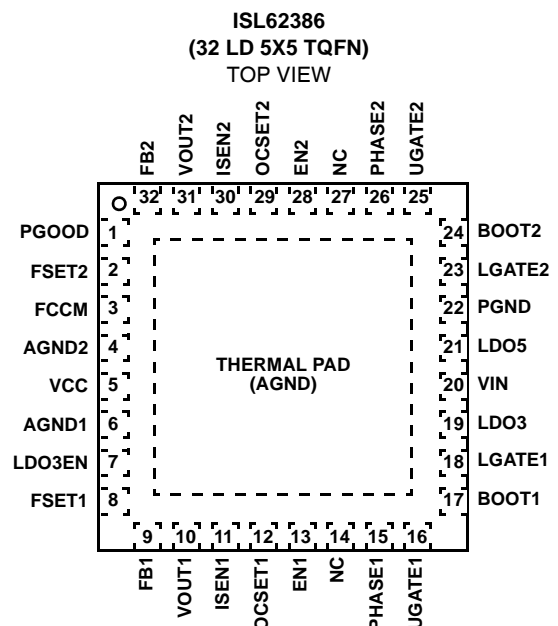 ISL62386
(32 LD 5X5 TQFN)
TOP VIEW
FB2
VOUT2
ISEN2
OCSET2
EN2
NC
PHASE2
UGATE2
32 31 30 29 28 27 26 25
PGOOD 1
FSET2 2
FCCM 3
AGND2 4
VCC 5
AGND1 6
LDO3EN 7
FSET1 8
THERMAL PAD
(AGND)
24 BOOT2
23 LGATE2
22 PGND
21 LDO5
20 VIN
19 LDO3
18 LGATE1
17 BOOT1
9 10 11 12 13 14 15 16
FB1
VOUT1
ISEN1
OCSET1
EN1
NC
PHASE1
UGATE1